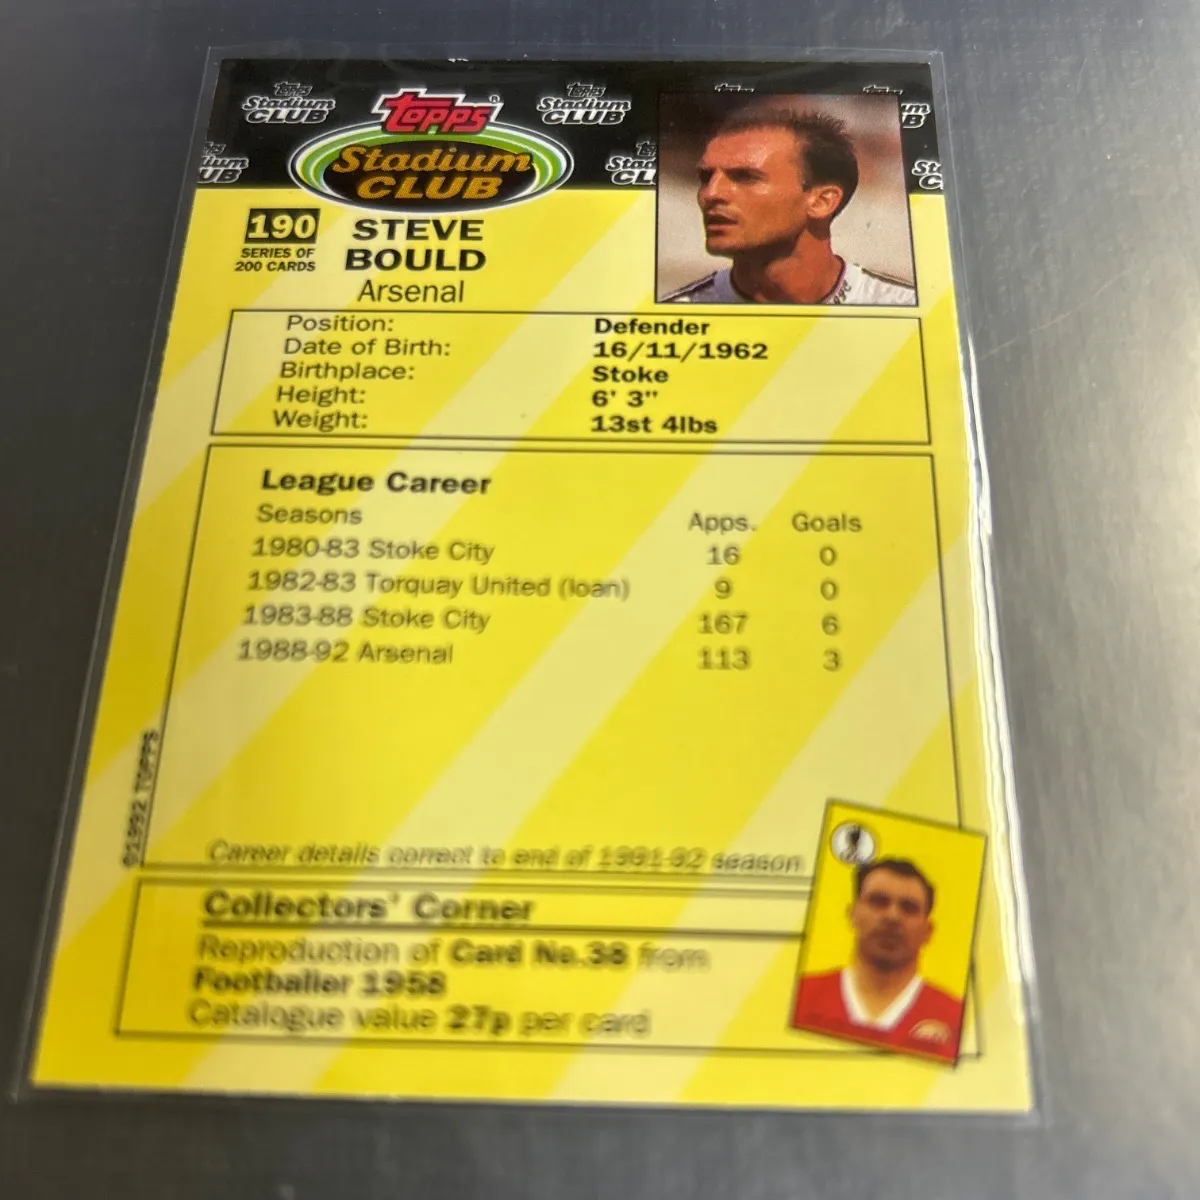 Topps
Stadium
CLUB
Topps
Stadium
CLUB
Topps
Stadium
CLUB
190
SERIES OF
200 CARDS
STEVE
BOULD
Arsenal
Position: Defender
Date of Birth: 16/11/1962
Birthplace: Stoke
Height: 6' 3"
Weight: 13st 4lbs
League Career
Seasons Apps. Goals
1980-83 Stoke City 16 0
1982-83 Torquay United (loan) 9 0
1983-88 Stoke City 167 6
1988-92 Arsenal 113 3
©1992 TOPPS
Career details correct to end of 1991-92 season
Collectors' Corner
Reproduction of Card No.38 from
Footballer 1958
Catalogue value 27p per card